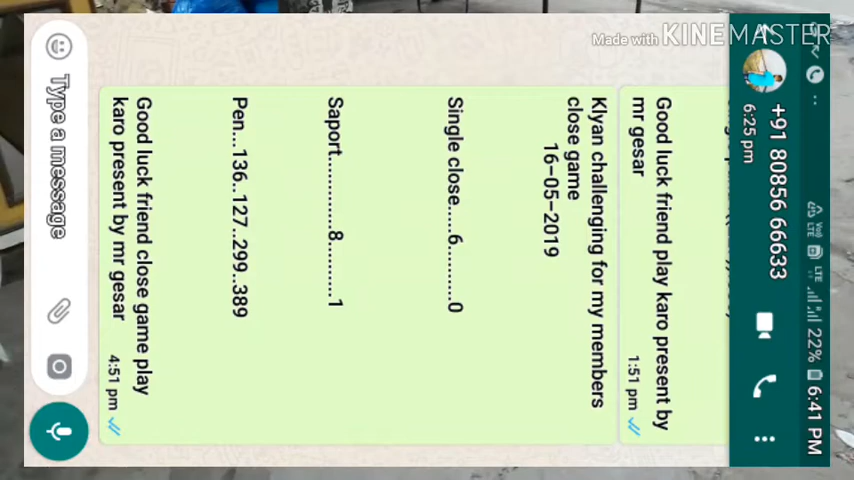 Made with KINEMASTER
6:41 PM
22%
LTE
Vo))
LTE
+91 80856 66633
6:25 pm
Good luck friend play karo present by
mr gesar
1:51 pm
Klyan challenging for my members
close game
16-05-2019
Single close.....6..........0
Saport............8..........1
Pen...136..127..299..389
Good luck friend close game play
karo present by mr gesar
4:51 pm
Type a message